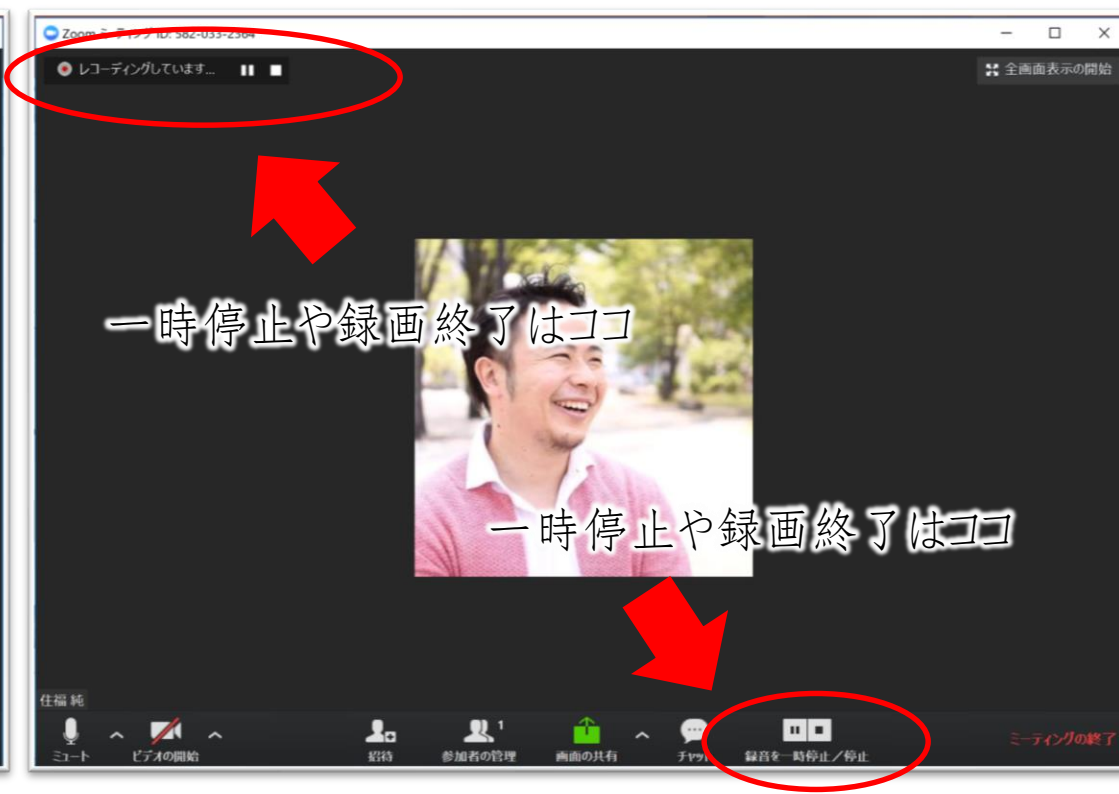 Zoom ミーティング ID: 582-033-2564
レコーディングしています...
全画面表示の開始
一時停止や録画終了はココ
一時停止や録画終了はココ
住福 純
1
ミュート
ビデオの開始
招待
参加者の管理
画面の共有
チャット
録音を一時停止／停止
ミーティングの終了